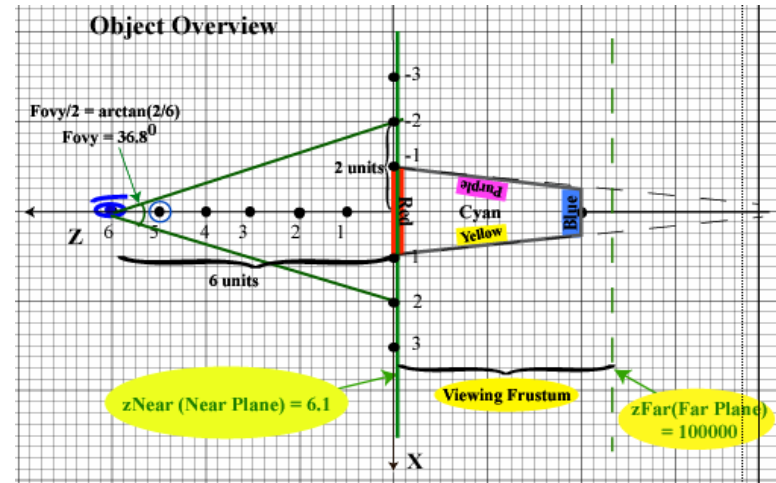 Object Overview
Fovy/2 = arctan(2/6)
Fovy = 36.8⁰
-3
-2
-1
2 units
Purple
Red
Cyan
Blue
Yellow
Z
6
5
4
3
2
1
1
6 units
2
3
zNear (Near Plane) = 6.1
Viewing Frustum
zFar(Far Plane)
= 100000
X